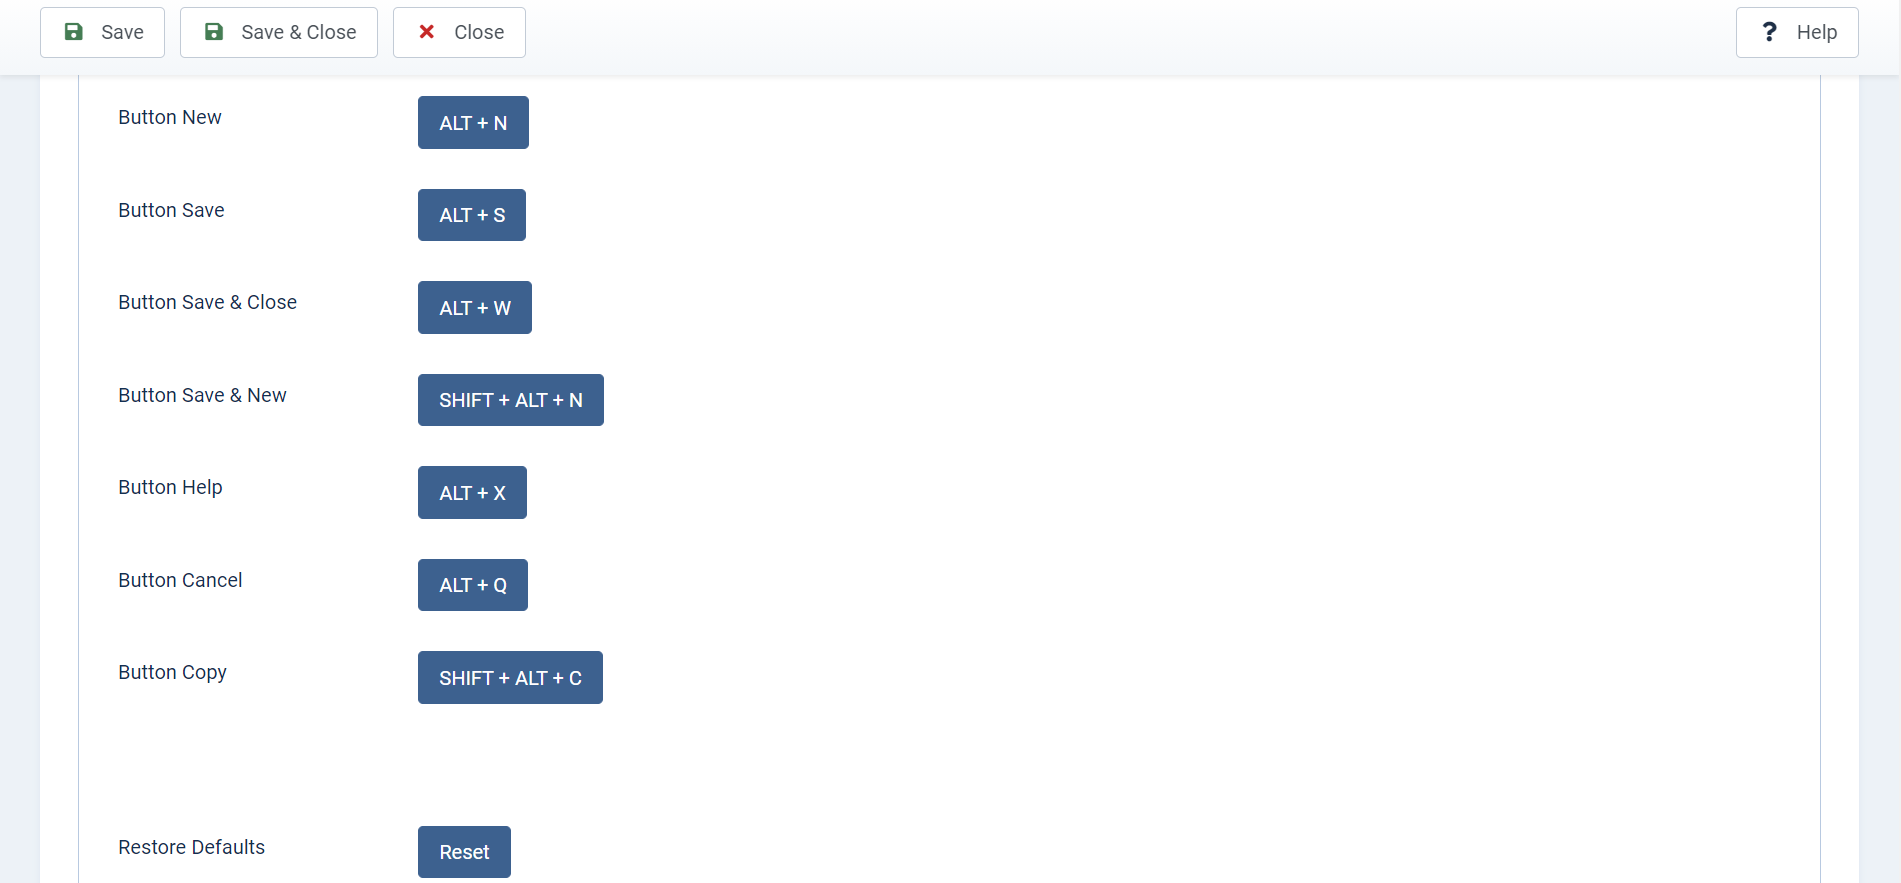 Save Save & Close Close Help
Button New ALT + N
Button Save ALT + S
Button Save & Close ALT + W
Button Save & New SHIFT + ALT + N
Button Help ALT + X
Button Cancel ALT + Q
Button Copy SHIFT + ALT + C
Restore Defaults Reset